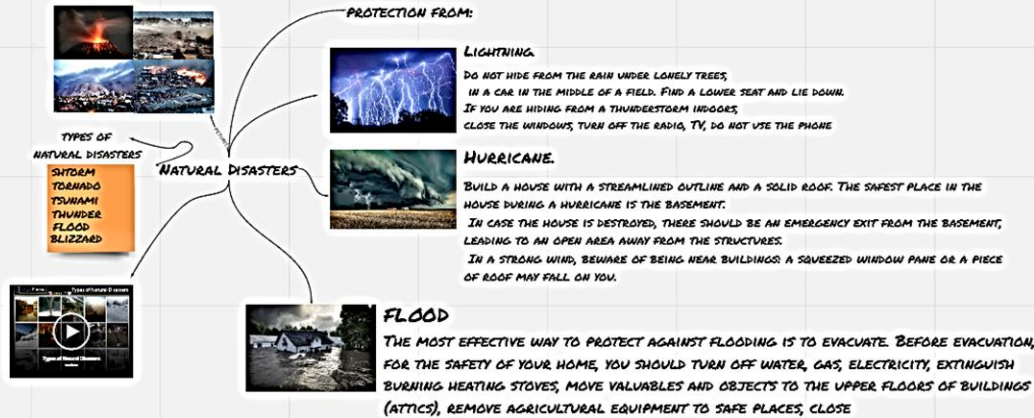 PROTECTION FROM:
LIGHTNING
DO NOT HIDE FROM THE RAIN UNDER LONELY TREES,
IN A CAR IN THE MIDDLE OF A FIELD. FIND A LOWER SEAT AND LIE DOWN.
IF YOU ARE HIDING FROM A THUNDERSTORM INDOORS,
CLOSE THE WINDOWS, TURN OFF THE RADIO, TV, DO NOT USE THE PHONE
TYPES OF
NATURAL DISASTERS
SHTORM
TORNADO
TSUNAMI
THUNDER
FLOOD
BLIZZARD
NATURAL DISASTERS
HURRICANE.
BUILD A HOUSE WITH A STREAMLINED OUTLINE AND A SOLID ROOF. THE SAFEST PLACE IN THE
HOUSE DURING A HURRICANE IS THE BASEMENT.
IN CASE THE HOUSE IS DESTROYED, THERE SHOULD BE AN EMERGENCY EXIT FROM THE BASEMENT,
LEADING TO AN OPEN AREA AWAY FROM THE STRUCTURES.
IN A STRONG WIND, BEWARE OF BEING NEAR BUILDINGS: A SQUEEZED WINDOW PANE OR A PIECE
OF ROOF MAY FALL ON YOU.
Types of Natural Disasters
Types of Natural Disasters
FLOOD
THE MOST EFFECTIVE WAY TO PROTECT AGAINST FLOODING IS TO EVACUATE. BEFORE EVACUATION,
FOR THE SAFETY OF YOUR HOME, YOU SHOULD TURN OFF WATER, GAS, ELECTRICITY, EXTINGUISH
BURNING HEATING STOVES, MOVE VALUABLES AND OBJECTS TO THE UPPER FLOORS OF BUILDINGS
(ATTICS), REMOVE AGRICULTURAL EQUIPMENT TO SAFE PLACES, CLOSE